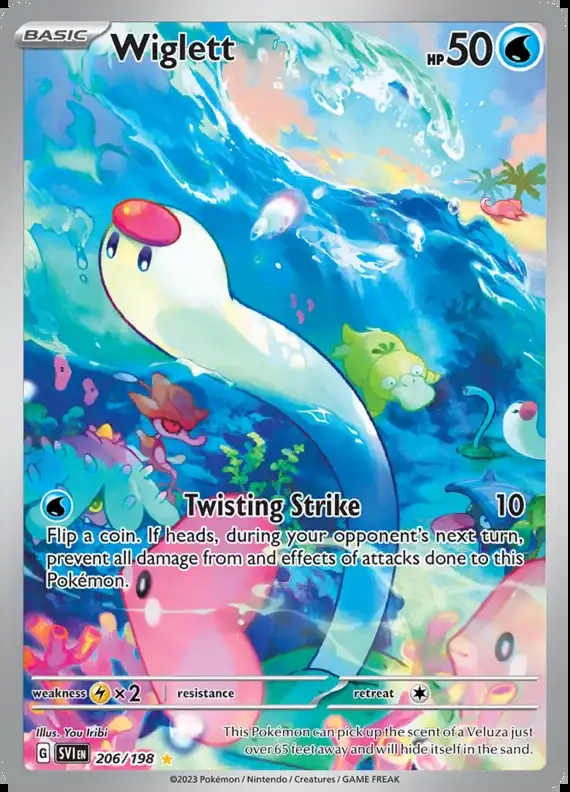 BASIC Wiglett HP 50
Twisting Strike 10
Flip a coin. If heads, during your opponent's next turn,
prevent all damage from and effects of attacks done to this
Pokémon.
weakness ×2 resistance retreat
Illus. You Iribi
This Pokémon can pick up the scent of a Veluza just
over 65 feet away and will hide itself in the sand.
G SVI EN 206/198
©2023 Pokémon / Nintendo / Creatures / GAME FREAK